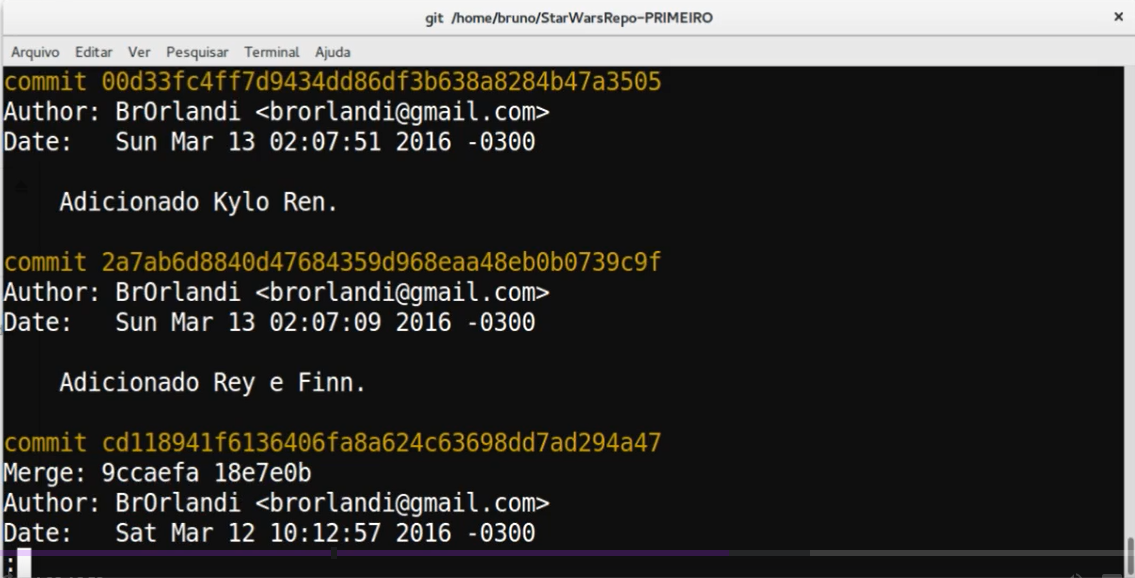 git /home/bruno/StarWarsRepo-PRIMEIRO
×
Arquivo Editar Ver Pesquisar Terminal Ajuda
commit 00d33fc4ff7d9434dd86df3b638a8284b47a3505
Author: BrOrlandi <brorlandi@gmail.com>
Date:   Sun Mar 13 02:07:51 2016 -0300
    Adicionado Kylo Ren.
commit 2a7ab6d8840d47684359d968eaa48eb0b0739c9f
Author: BrOrlandi <brorlandi@gmail.com>
Date:   Sun Mar 13 02:07:09 2016 -0300
    Adicionado Rey e Finn.
commit cd118941f6136406fa8a624c63698dd7ad294a47
Merge: 9ccaefa 18e7e0b
Author: BrOrlandi <brorlandi@gmail.com>
Date:   Sat Mar 12 10:12:57 2016 -0300
: